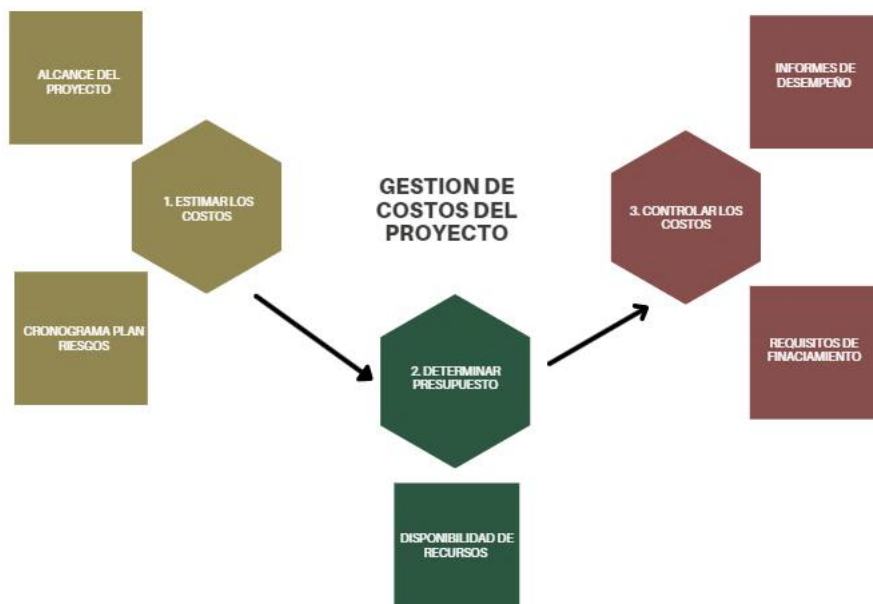 ALCANCE DEL
PROYECTO
1. ESTIMAR LOS
COSTOS
CRONOGRAMA PLAN
RIESGOS
GESTION DE
COSTOS DEL
PROYECTO
2. DETERMINAR
PRESUPUESTO
DISPONIBILIDAD DE
RECURSOS
3. CONTROLAR LOS
COSTOS
INFORMES DE
DESEMPEÑO
REQUISITOS DE
FINACIAMIENTO